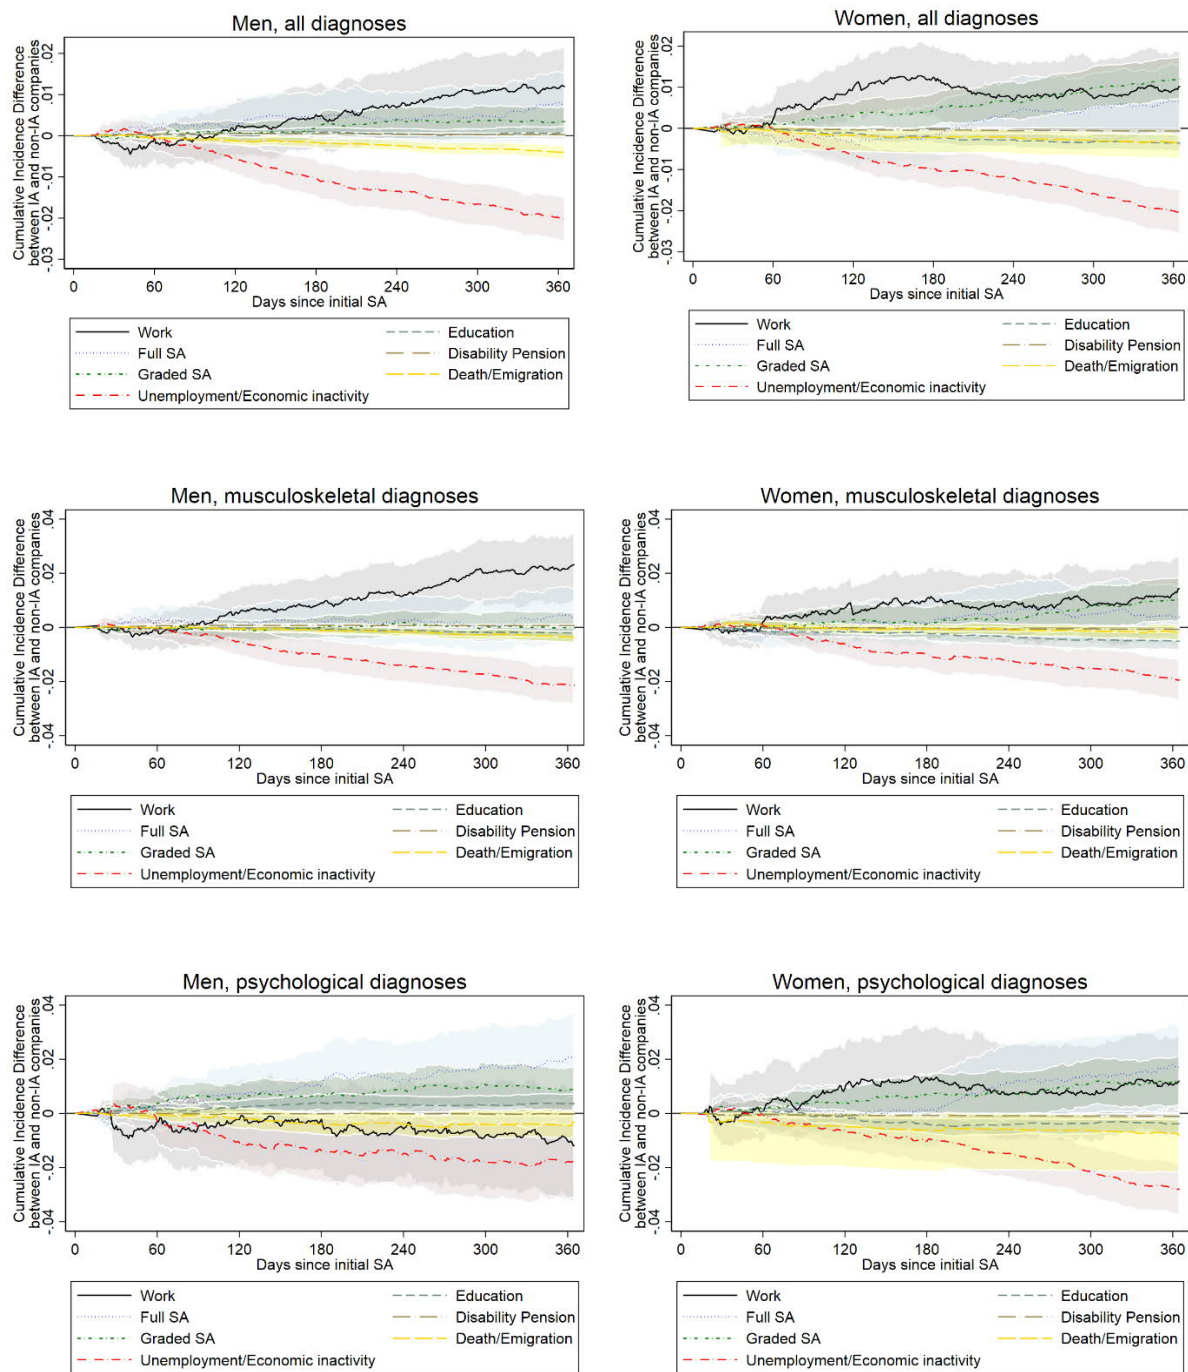 Men, all diagnoses
Cumulative Incidence Difference
between IA and non-IA companies
.02
.01
0
-.01
-.02
-.03
0 60 120 180 240 300 360
Days since initial SA
Work Education
Full SA Disability Pension
Graded SA Death/Emigration
Unemployment/Economic inactivity
Women, all diagnoses
Cumulative Incidence Difference
between IA and non-IA companies
.02
.01
0
-.01
-.02
-.03
0 60 120 180 240 300 360
Days since initial SA
Work Education
Full SA Disability Pension
Graded SA Death/Emigration
Unemployment/Economic inactivity
Men, musculoskeletal diagnoses
Cumulative Incidence Difference
between IA and non-IA companies
.04
.02
0
-.02
-.04
0 60 120 180 240 300 360
Days since initial SA
Work Education
Full SA Disability Pension
Graded SA Death/Emigration
Unemployment/Economic inactivity
Women, musculoskeletal diagnoses
Cumulative Incidence Difference
between IA and non-IA companies
.04
.02
0
-.02
-.04
0 60 120 180 240 300 360
Days since initial SA
Work Education
Full SA Disability Pension
Graded SA Death/Emigration
Unemployment/Economic inactivity
Men, psychological diagnoses
Cumulative Incidence Difference
between IA and non-IA companies
.04
.02
0
-.02
-.04
0 60 120 180 240 300 360
Days since initial SA
Work Education
Full SA Disability Pension
Graded SA Death/Emigration
Unemployment/Economic inactivity
Women, psychological diagnoses
Cumulative Incidence Difference
between IA and non-IA companies
.04
.02
0
-.02
-.04
0 60 120 180 240 300 360
Days since initial SA
Work Education
Full SA Disability Pension
Graded SA Death/Emigration
Unemployment/Economic inactivity